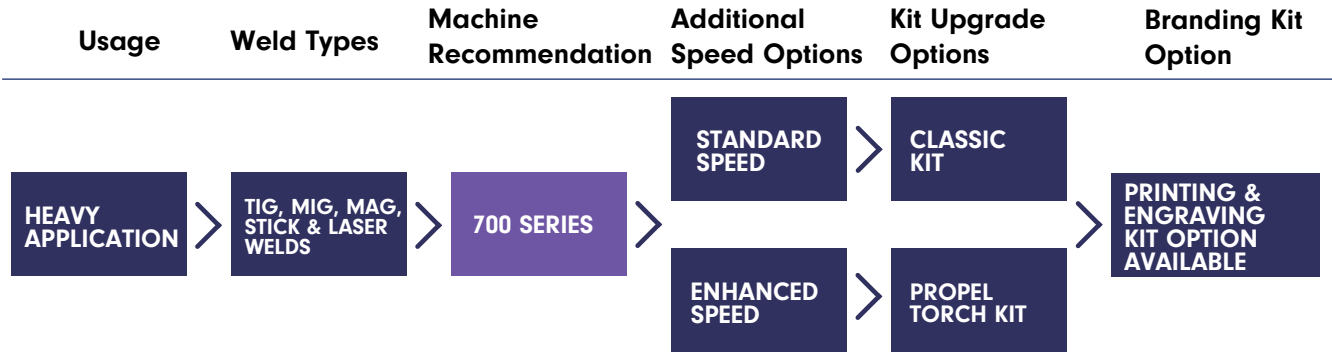 Usage
Weld Types
Machine
Recommendation
Additional
Speed Options
Kit Upgrade
Options
Branding Kit
Option
HEAVY
APPLICATION
TIG, MIG, MAG,
STICK & LASER
WELDS
700 SERIES
STANDARD
SPEED
CLASSIC
KIT
ENHANCED
SPEED
PROPEL
TORCH KIT
PRINTING &
ENGRAVING
KIT OPTION
AVAILABLE